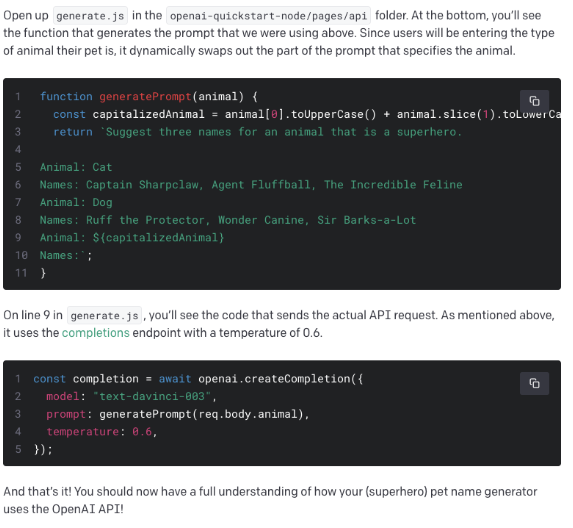 Open up generate.js in the openai-quickstart-node/pages/api folder. At the bottom, you'll see
the function that generates the prompt that we were using above. Since users will be entering the type
of animal their pet is, it dynamically swaps out the part of the prompt that specifies the animal.
1 function generatePrompt(animal) {
2 const capitalizedAnimal = animal[0].toUpperCase() + animal.slice(1).toLowerCa
3 return `Suggest three names for an animal that is a superhero.
4
5 Animal: Cat
6 Names: Captain Sharpclaw, Agent Fluffball, The Incredible Feline
7 Animal: Dog
8 Names: Ruff the Protector, Wonder Canine, Sir Barks-a-Lot
9 Animal: ${capitalizedAnimal}
10 Names:`;
11 }
On line 9 in generate.js, you'll see the code that sends the actual API request. As mentioned above,
it uses the completions endpoint with a temperature of 0.6.
1 const completion = await openai.createCompletion({
2 model: "text-davinci-003",
3 prompt: generatePrompt(req.body.animal),
4 temperature: 0.6,
5 });
And that's it! You should now have a full understanding of how your (superhero) pet name generator
uses the OpenAI API!